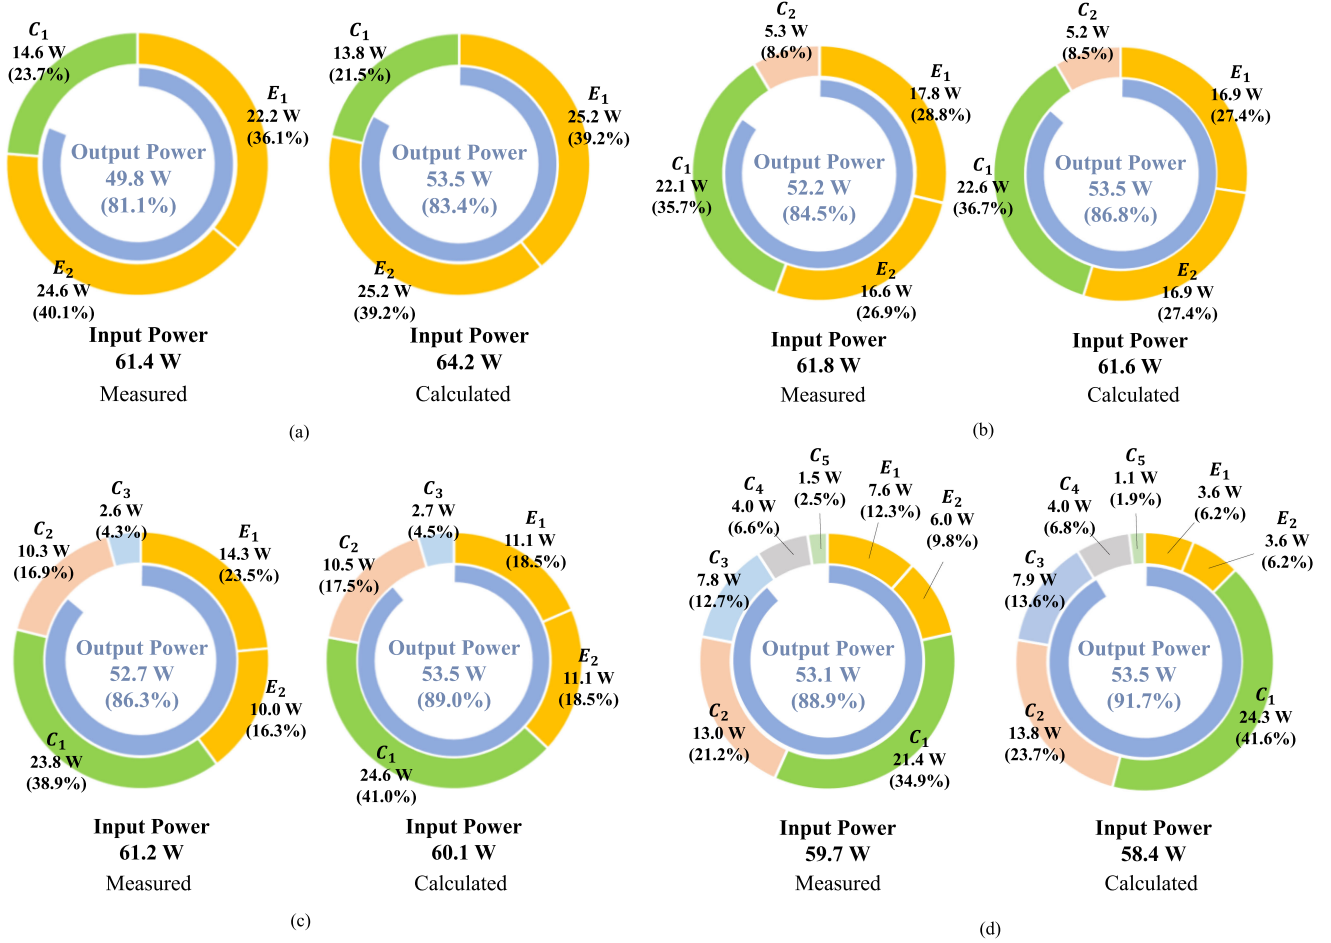 C1
14.6 W
(23.7%)
E1
22.2 W
(36.1%)
E2
24.6 W
(40.1%)
Output Power
49.8 W
(81.1%)
Input Power
61.4 W
Measured
C1
13.8 W
(21.5%)
E1
25.2 W
(39.2%)
E2
25.2 W
(39.2%)
Output Power
53.5 W
(83.4%)
Input Power
64.2 W
Calculated
(a)
C2
5.3 W
(8.6%)
E1
17.8 W
(28.8%)
C1
22.1 W
(35.7%)
E2
16.6 W
(26.9%)
Output Power
52.2 W
(84.5%)
Input Power
61.8 W
Measured
C2
5.2 W
(8.5%)
E1
16.9 W
(27.4%)
C1
22.6 W
(36.7%)
E2
16.9 W
(27.4%)
Output Power
53.5 W
(86.8%)
Input Power
61.6 W
Calculated
(b)
C3
2.6 W
(4.3%)
C2
10.3 W
(16.9%)
E1
14.3 W
(23.5%)
E2
10.0 W
(16.3%)
C1
23.8 W
(38.9%)
Output Power
52.7 W
(86.3%)
Input Power
61.2 W
Measured
C3
2.7 W
(4.5%)
C2
10.5 W
(17.5%)
E1
11.1 W
(18.5%)
E2
11.1 W
(18.5%)
C1
24.6 W
(41.0%)
Output Power
53.5 W
(89.0%)
Input Power
60.1 W
Calculated
(c)
C5
1.5 W
(2.5%)
C4
4.0 W
(6.6%)
E1
7.6 W
(12.3%)
E2
6.0 W
(9.8%)
C3
7.8 W
(12.7%)
C2
13.0 W
(21.2%)
C1
21.4 W
(34.9%)
Output Power
53.1 W
(88.9%)
Input Power
59.7 W
Measured
C5
1.1 W
(1.9%)
C4
4.0 W
(6.8%)
E1
3.6 W
(6.2%)
E2
3.6 W
(6.2%)
C3
7.9 W
(13.6%)
C2
13.8 W
(23.7%)
C1
24.3 W
(41.6%)
Output Power
53.5 W
(91.7%)
Input Power
58.4 W
Calculated
(d)